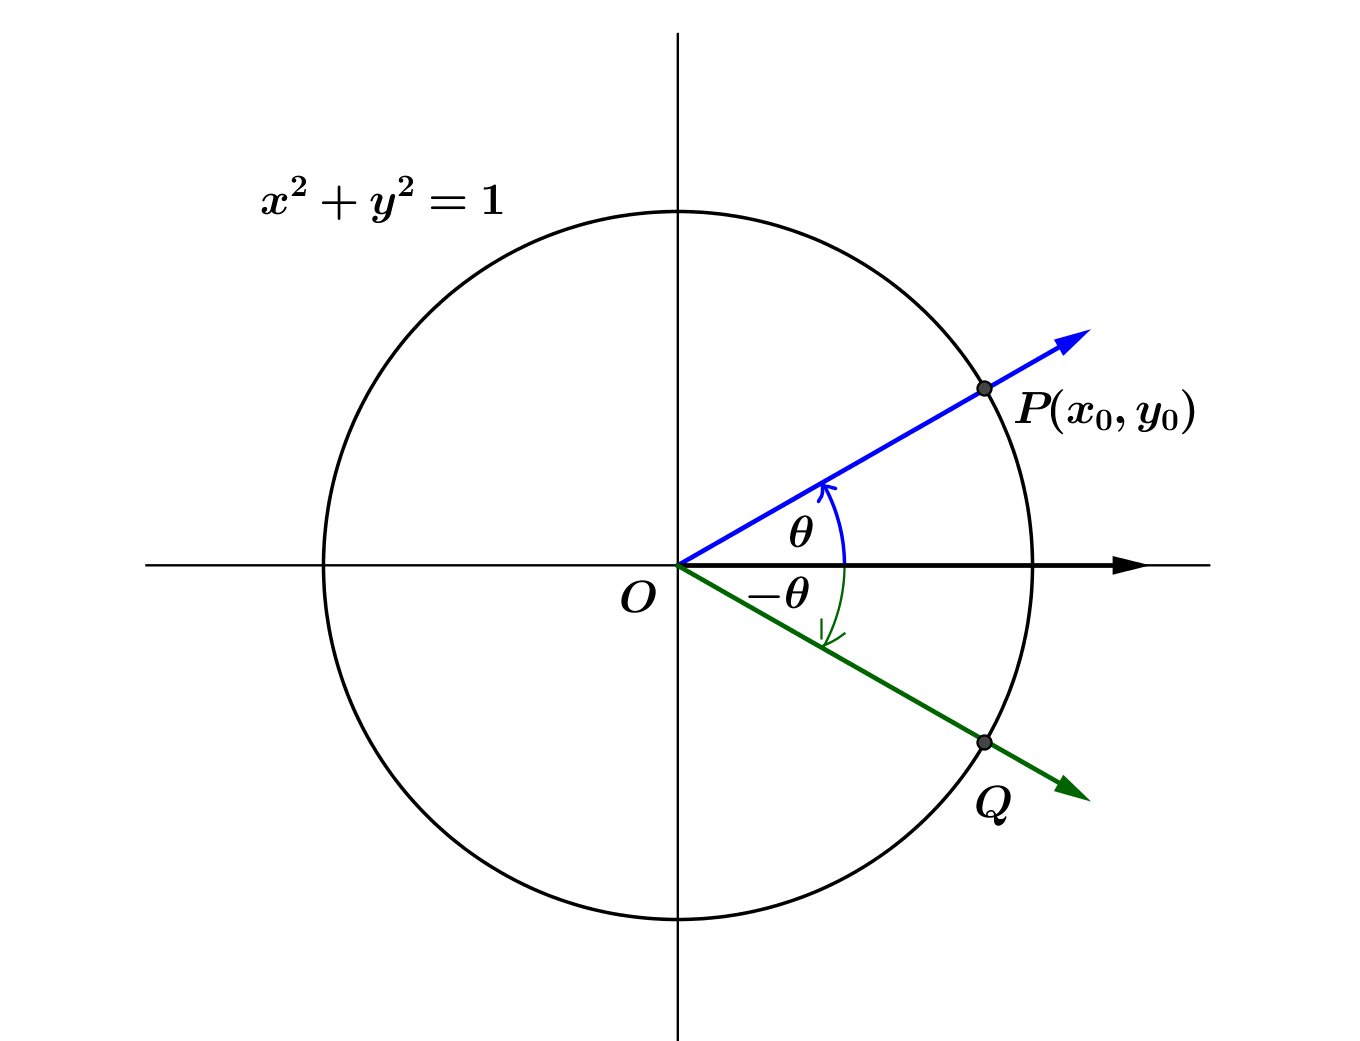 x² + y² = 1
P(x₀, y₀)
θ
−θ
O
Q